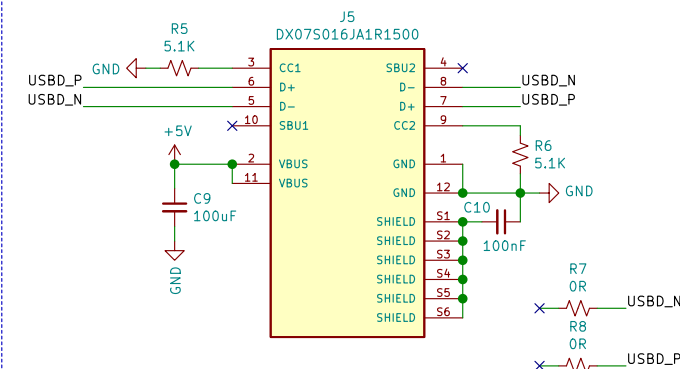 J5
DX07S016JA1R1500
R5
5.1K
GND
3
CC1
SBU2
4
USBD_P
6
D+
D-
8
USBD_N
USBD_N
5
D-
D+
7
USBD_P
10
SBU1
CC2
9
+5V
R6
5.1K
2
VBUS
GND
1
11
VBUS
GND
12
GND
C9
100uF
C10
100nF
SHIELD
S1
SHIELD
S2
SHIELD
S3
SHIELD
S4
SHIELD
S5
SHIELD
S6
GND
R7
0R
USBD_N
R8
0R
USBD_P